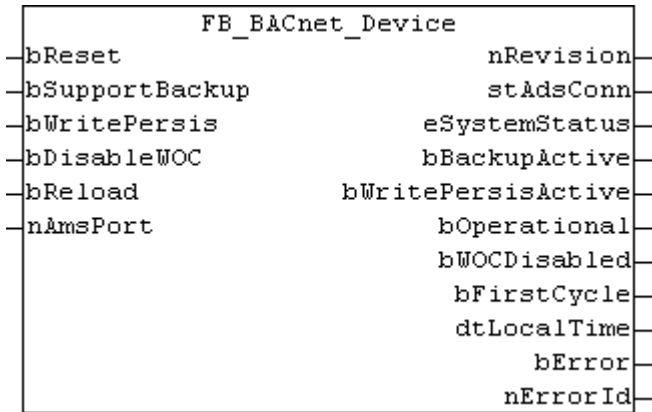 FB_BACnet_Device
bReset nRevision
bSupportBackup stAdsConn
bWritePersis eSystemStatus
bDisableWOC bBackupActive
bReload bWritePersisActive
nAmsPort bOperational
bWOCDisabled
bFirstCycle
dtLocalTime
bError
nErrorId